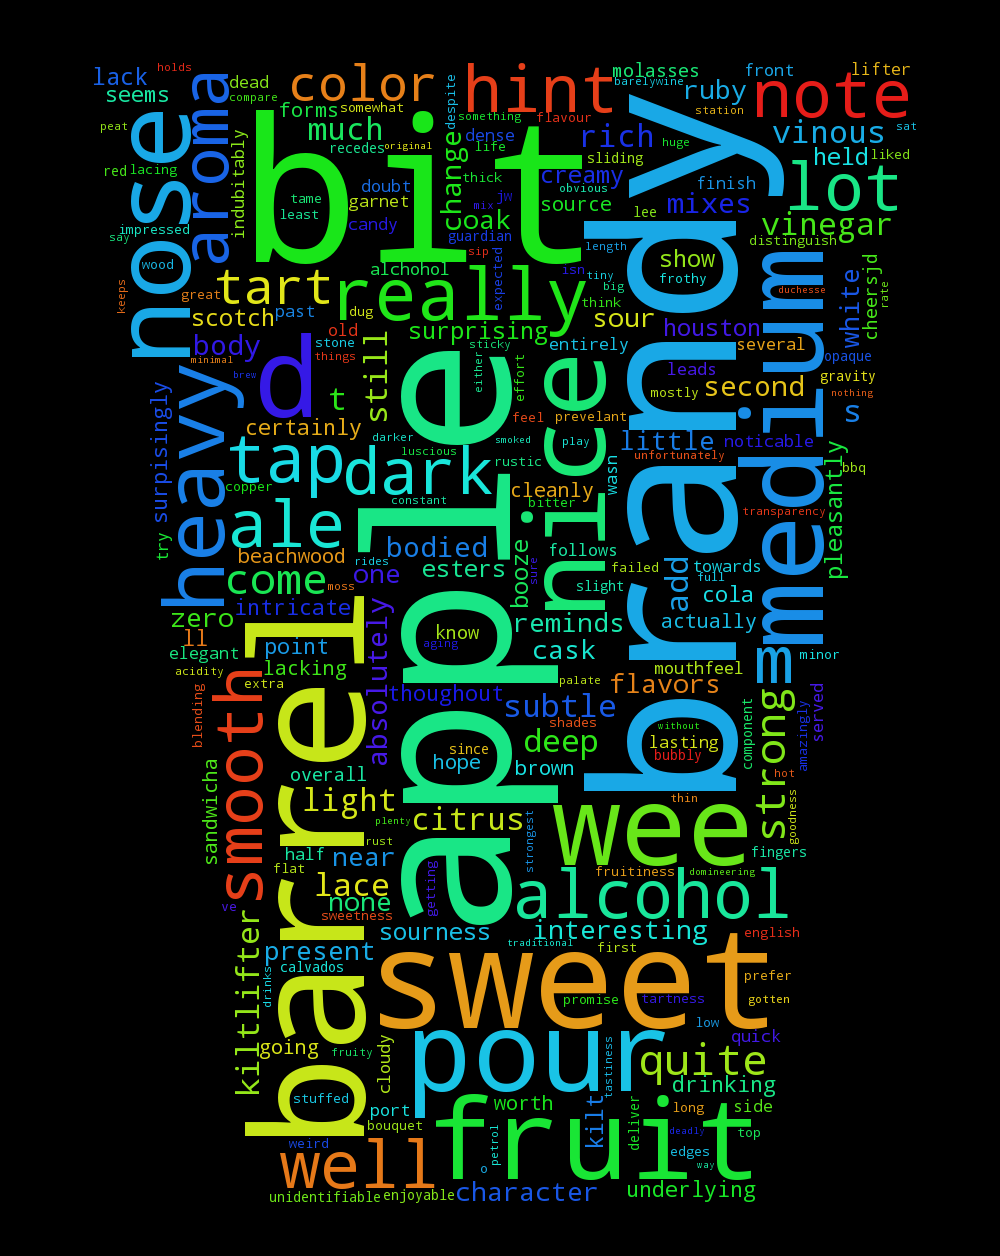 holds
lack
seems
peat
lacing
red
impressed
say
wood
nose
aroma
dead
compare
color
forms
somewhat
much
recedes
original
indubitably
bit
hint
despite
something
flavour
dense
life
change
thick
molasses
front
barelywine
ruby
station
note
lifter
vinous
sat
held
liked
rich
sliding
huge
creamy
obvious
source
lee
mixes
finish
lot
vinegar
distinguish
doubt
tame
garnet
least
candy
jw
mix
oak
guardian
sip
expected
isn
tiny
big
think
length
show
frothy
brandy
keeps
great
tart
scotch
past
alchohol
dug
really
surprising
sour
entirely
houston
several
white
cheersjd
rate
duchesse
medium
opaque
gravity
nothing
body
minimal
brew
old
stone
things
d
t
still
sticky
either
effort
nice
leads
mostly
second
s
heavy
surpisingly
certainly
darker
luscious
smoked
feel
prevelant
play
little
noticable
unfortunately
bbq
pleasantly
tap
dark
copper
constant
rustic
cleanly
bitter
wasn
transparency
try
ale
beachwood
rides
bodied
esters
booze
sure
follows
failed
slight
towards
full
add
cola
actually
come
moss
one
zero
intricate
ll
elegant
acidity
point
lacking
extra
absolutely
know
aging
apple
reminds
cask
palate
mouthfeel
m
minor
thoughout
subtle
shades
flavors
without
lasting
bubbly
component
strong
amazingly
served
blending
smooth
sandwicha
overall
since
hope
deep
brown
thin
hot
goodness
barrel
light
plenty
citrus
rust
half
near
flat
strongest
wee
fingers
domineering
fruitiness
lace
none
sweetness
getting
alcohol
ve
kiltlifter
present
sourness
interesting
traditional
first
english
prefer
gotten
calvados
drinks
sweet
promise
tartness
low
quick
going
fruity
cloudy
pour
tastiness
quite
drinking
stuffed
port
bouquet
worth
kilt
deliver
long
side
deadly
top
weird
well
fruit
petrol
o
edges
way
unidentifiable
enjoyable
character
underlying